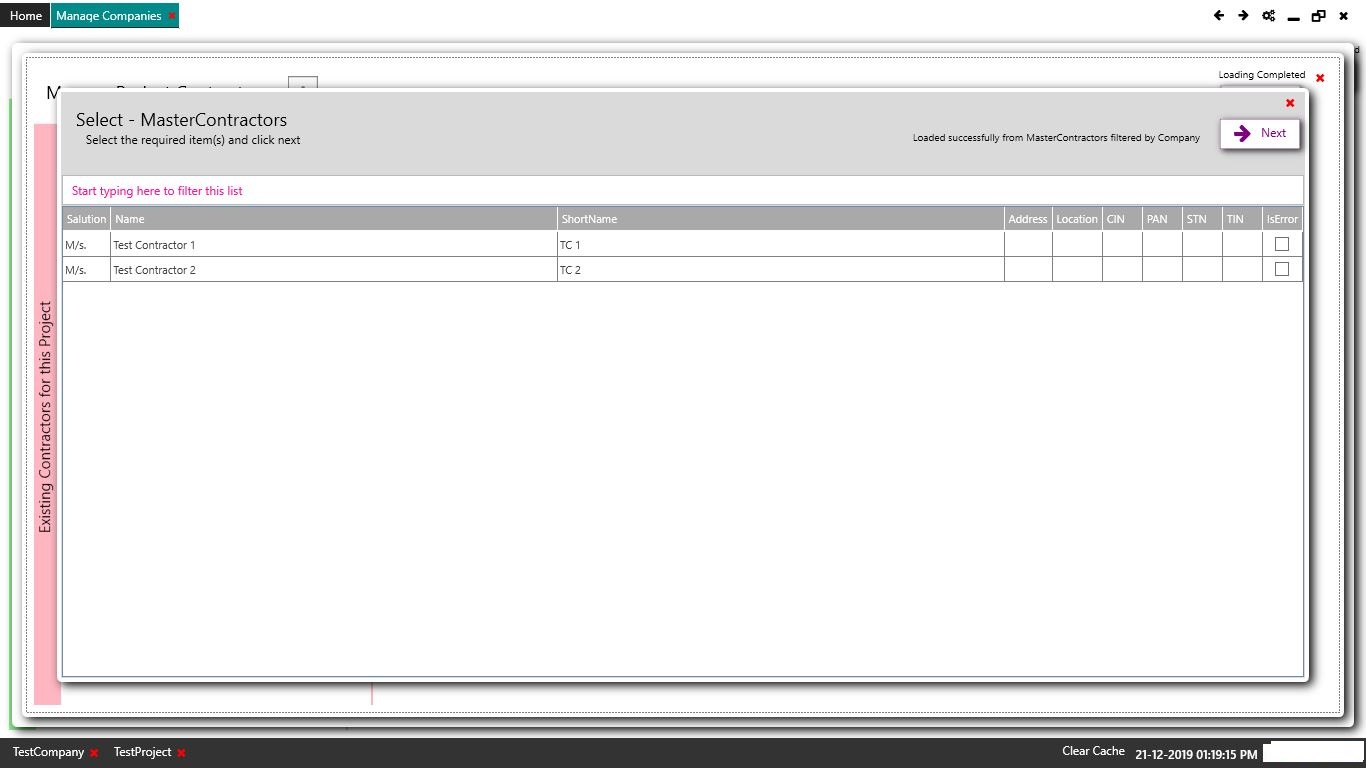 Home Manage Companies
Loading Completed
Select - MasterContractors
Select the required item(s) and click next
Loaded successfully from MasterContractors filtered by Company
Next
Start typing here to filter this list
Salution Name ShortName Address Location CIN PAN STN TIN IsError
M/s. Test Contractor 1 TC 1
M/s. Test Contractor 2 TC 2
Existing Contractors for this Project
TestCompany TestProject Clear Cache 21-12-2019 01:19:15 PM